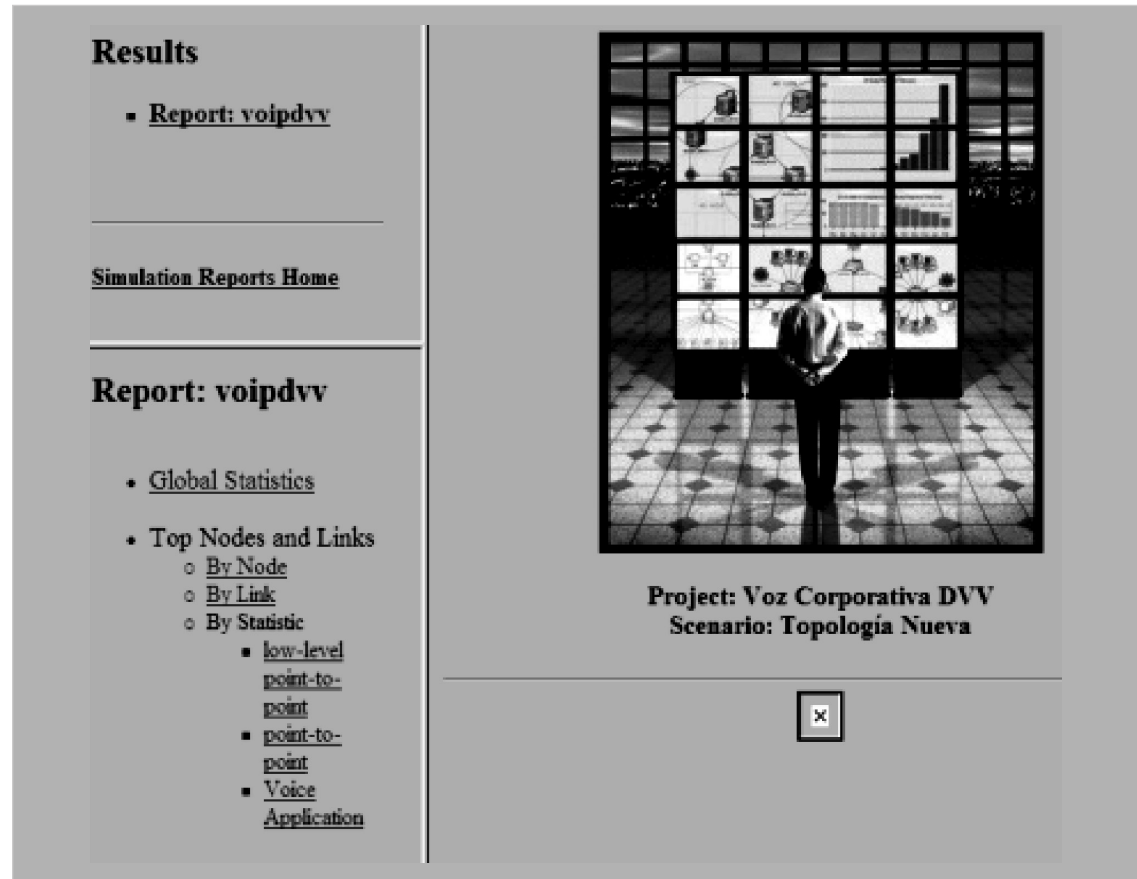 Results
Report: voipdvv
Simulation Reports Home
Report: voipdvv
Global Statistics
Top Nodes and Links
By Node
By Link
By Statistic
low-level
point-to-
point
point-to-
point
Voice
Application
Project: Voz Corporativa DVV
Scenario: Topología Nueva